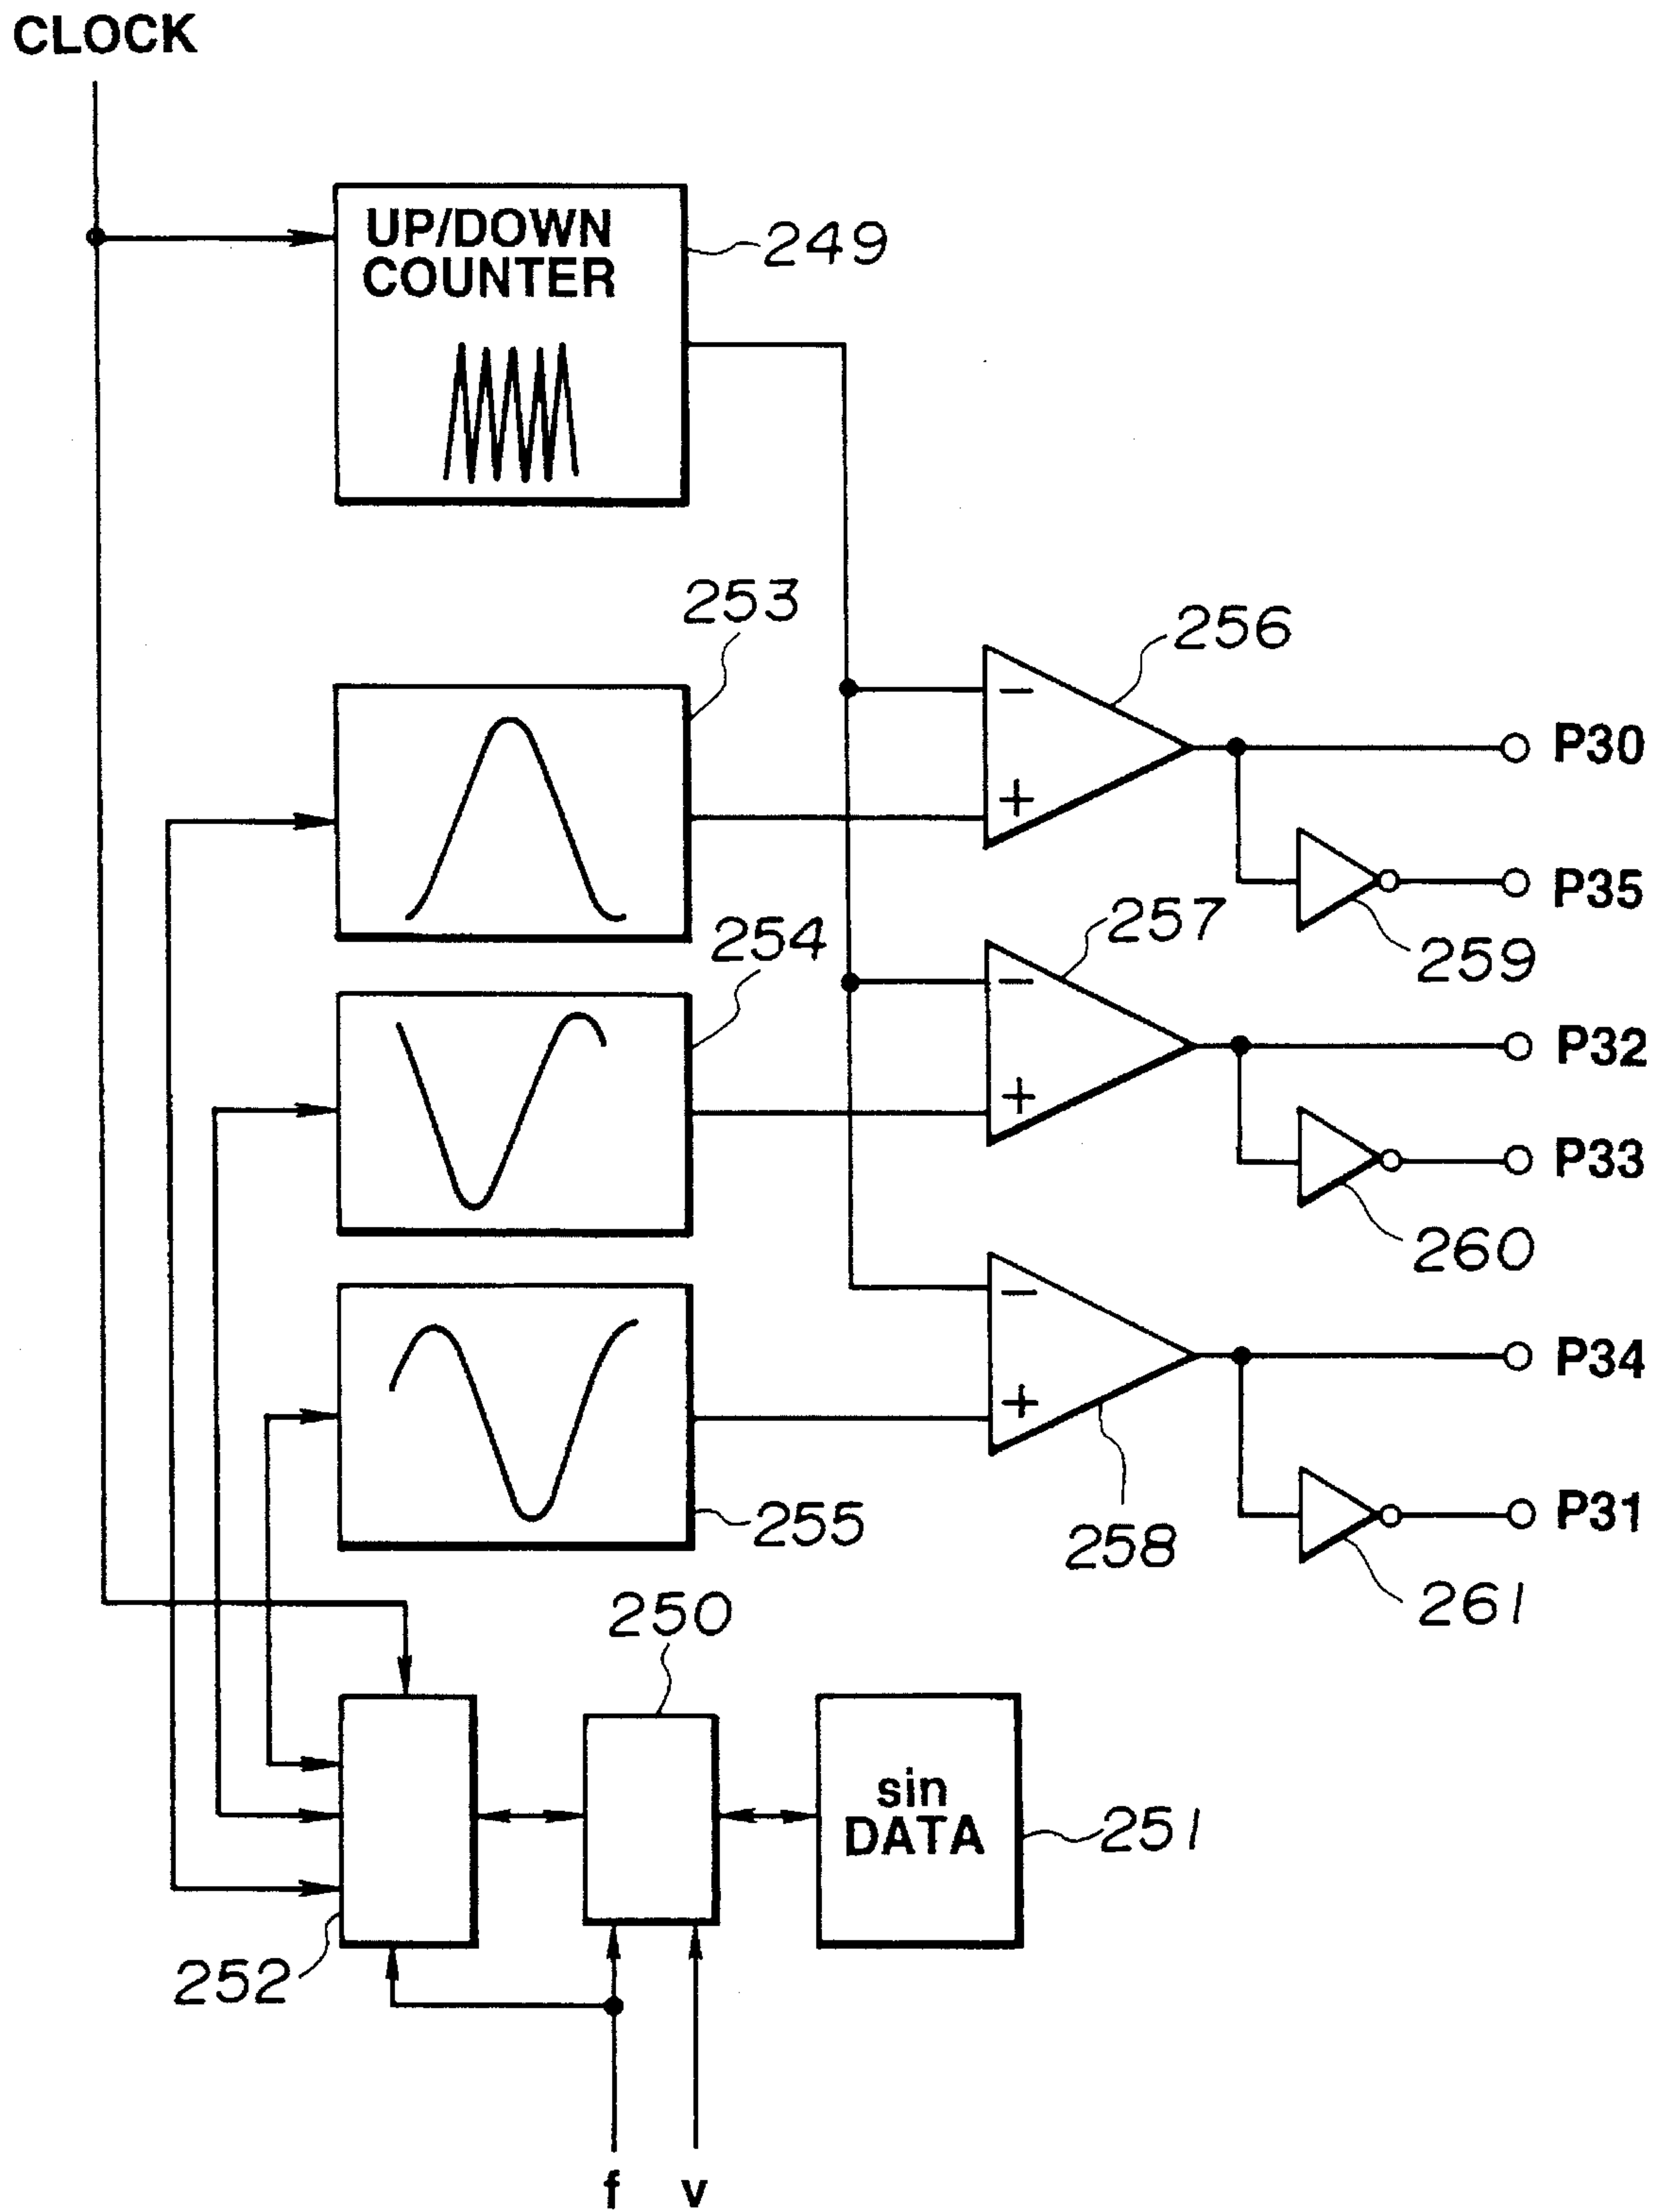 CLOCK
UP/DOWN
COUNTER
249
253
256
−
+
P30
P35
259
254
257
−
+
P32
P33
260
255
−
+
P34
P31
258
261
250
sin
DATA
251
252
f
v